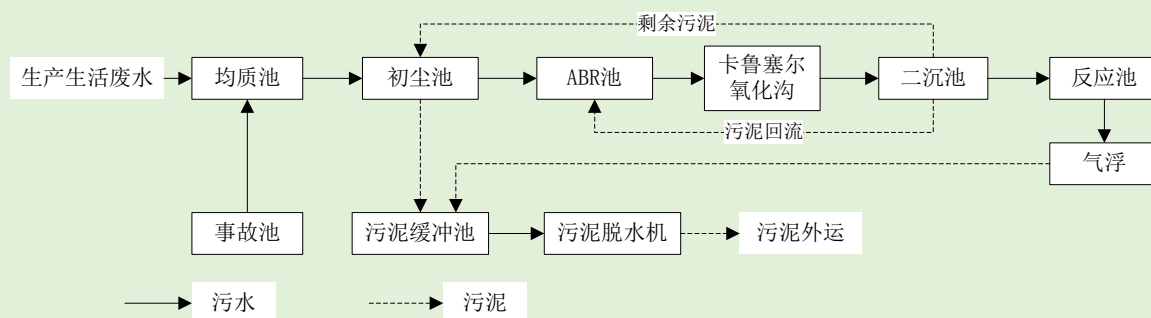 剩余污泥
生产生活废水
均质池
初尘池
ABR池
卡鲁塞尔
氧化沟
二沉池
反应池
污泥回流
气浮
事故池
污泥缓冲池
污泥脱水机
污泥外运
污水
污泥